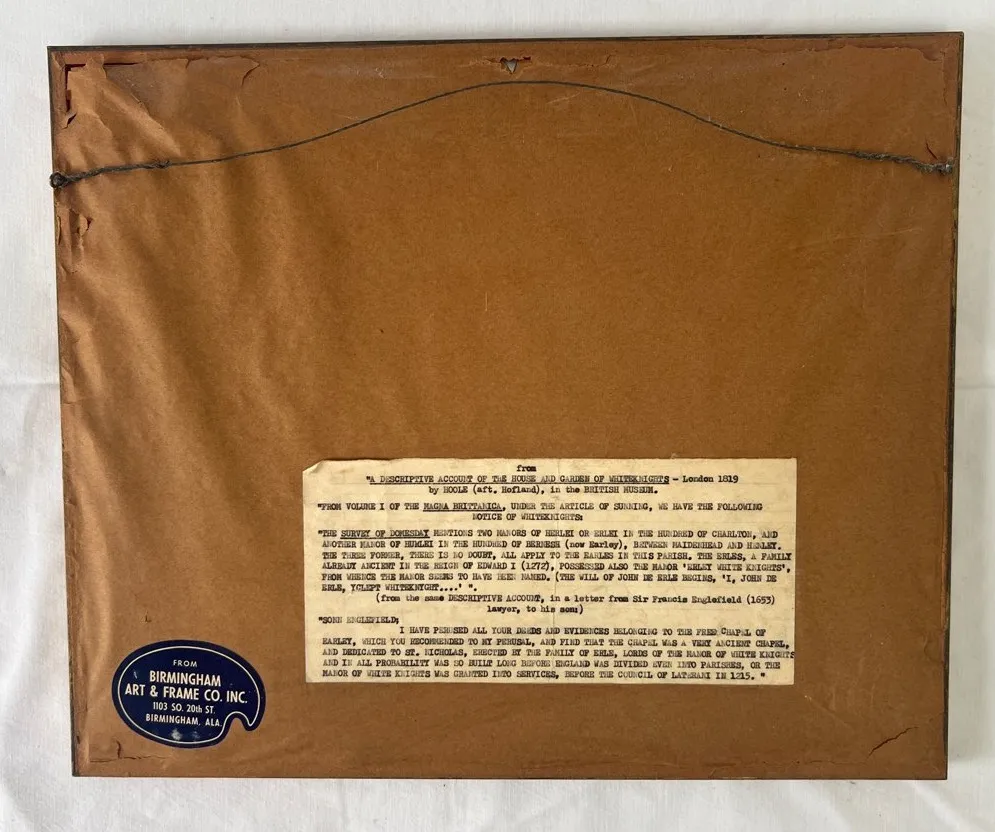 from
"A DESCRIPTIVE ACCOUNT OF THE HOUSE AND GARDEN OF WHITEKNIGHTS - London 1819
by HOOLE (aft. Hofland), in the BRITISH MUSEUM.
"FROM VOLUME I OF THE MAGNA BRITTANICA, UNDER THE ARTICLE OF SUNNING, WE HAVE THE FOLLOWING
NOTICE OF WHITEKNIGHTS:
"THE SURVEY OF DOMESDAY MENTIONS TWO MANORS OF HERLEI OR ERLEI IN THE HUNDRED OF CHARLTON, AND
ANOTHER MANOR OF HURLEI IN THE HUNDRED OF BERNESH (now Earley), BETWEEN MAIDENHEAD AND HENLEY.
THE THREE FORMER, THERE IS NO DOUBT, ALL APPLY TO THE EARLES IN THIS PARISH. THE ERLES, A FAMILY
ALREADY ANCIENT IN THE REIGN OF EDWARD I (1272), POSSESSED ALSO THE MANOR 'ERLEY WHITE KNIGHTS',
FROM WHENCE THE MANOR SEEMS TO HAVE BEEN NAMED. (THE WILL OF JOHN DE ERLE BEGINS, 'I, JOHN DE
ERLE, YCLEPT WHITEKNYGHT....' ".
(from the same DESCRIPTIVE ACCOUNT, in a letter from Sir Francis Englefield (1653)
lawyer, to his son:)
"SONN ENGLEFIELD:
I HAVE PERUSED ALL YOUR DEEDS AND EVIDENCES BELONGING TO THE FREE CHAPEL OF
EARLEY, WHICH YOU RECOMMENDED TO MY PERUSAL, AND FIND THAT THE CHAPEL WAS A VERY ANCIENT CHAPEL,
AND DEDICATED TO ST. NICHOLAS, ERECTED BY THE FAMILY OF ERLE, LORDS OF THE MANOR OF WHITE KNIGHTS
AND IN ALL PROBABILITY WAS SO BUILT LONG BEFORE ENGLAND WAS DIVIDED EVEN INTO PARISHES, OR THE
MANOR OF WHITE KNIGHTS WAS GRANTED INTO SERVICES, BEFORE THE COUNCIL OF LATERANI IN 1215. "
FROM
BIRMINGHAM
ART & FRAME CO. INC.
1103 SO. 20th ST.
BIRMINGHAM, ALA.